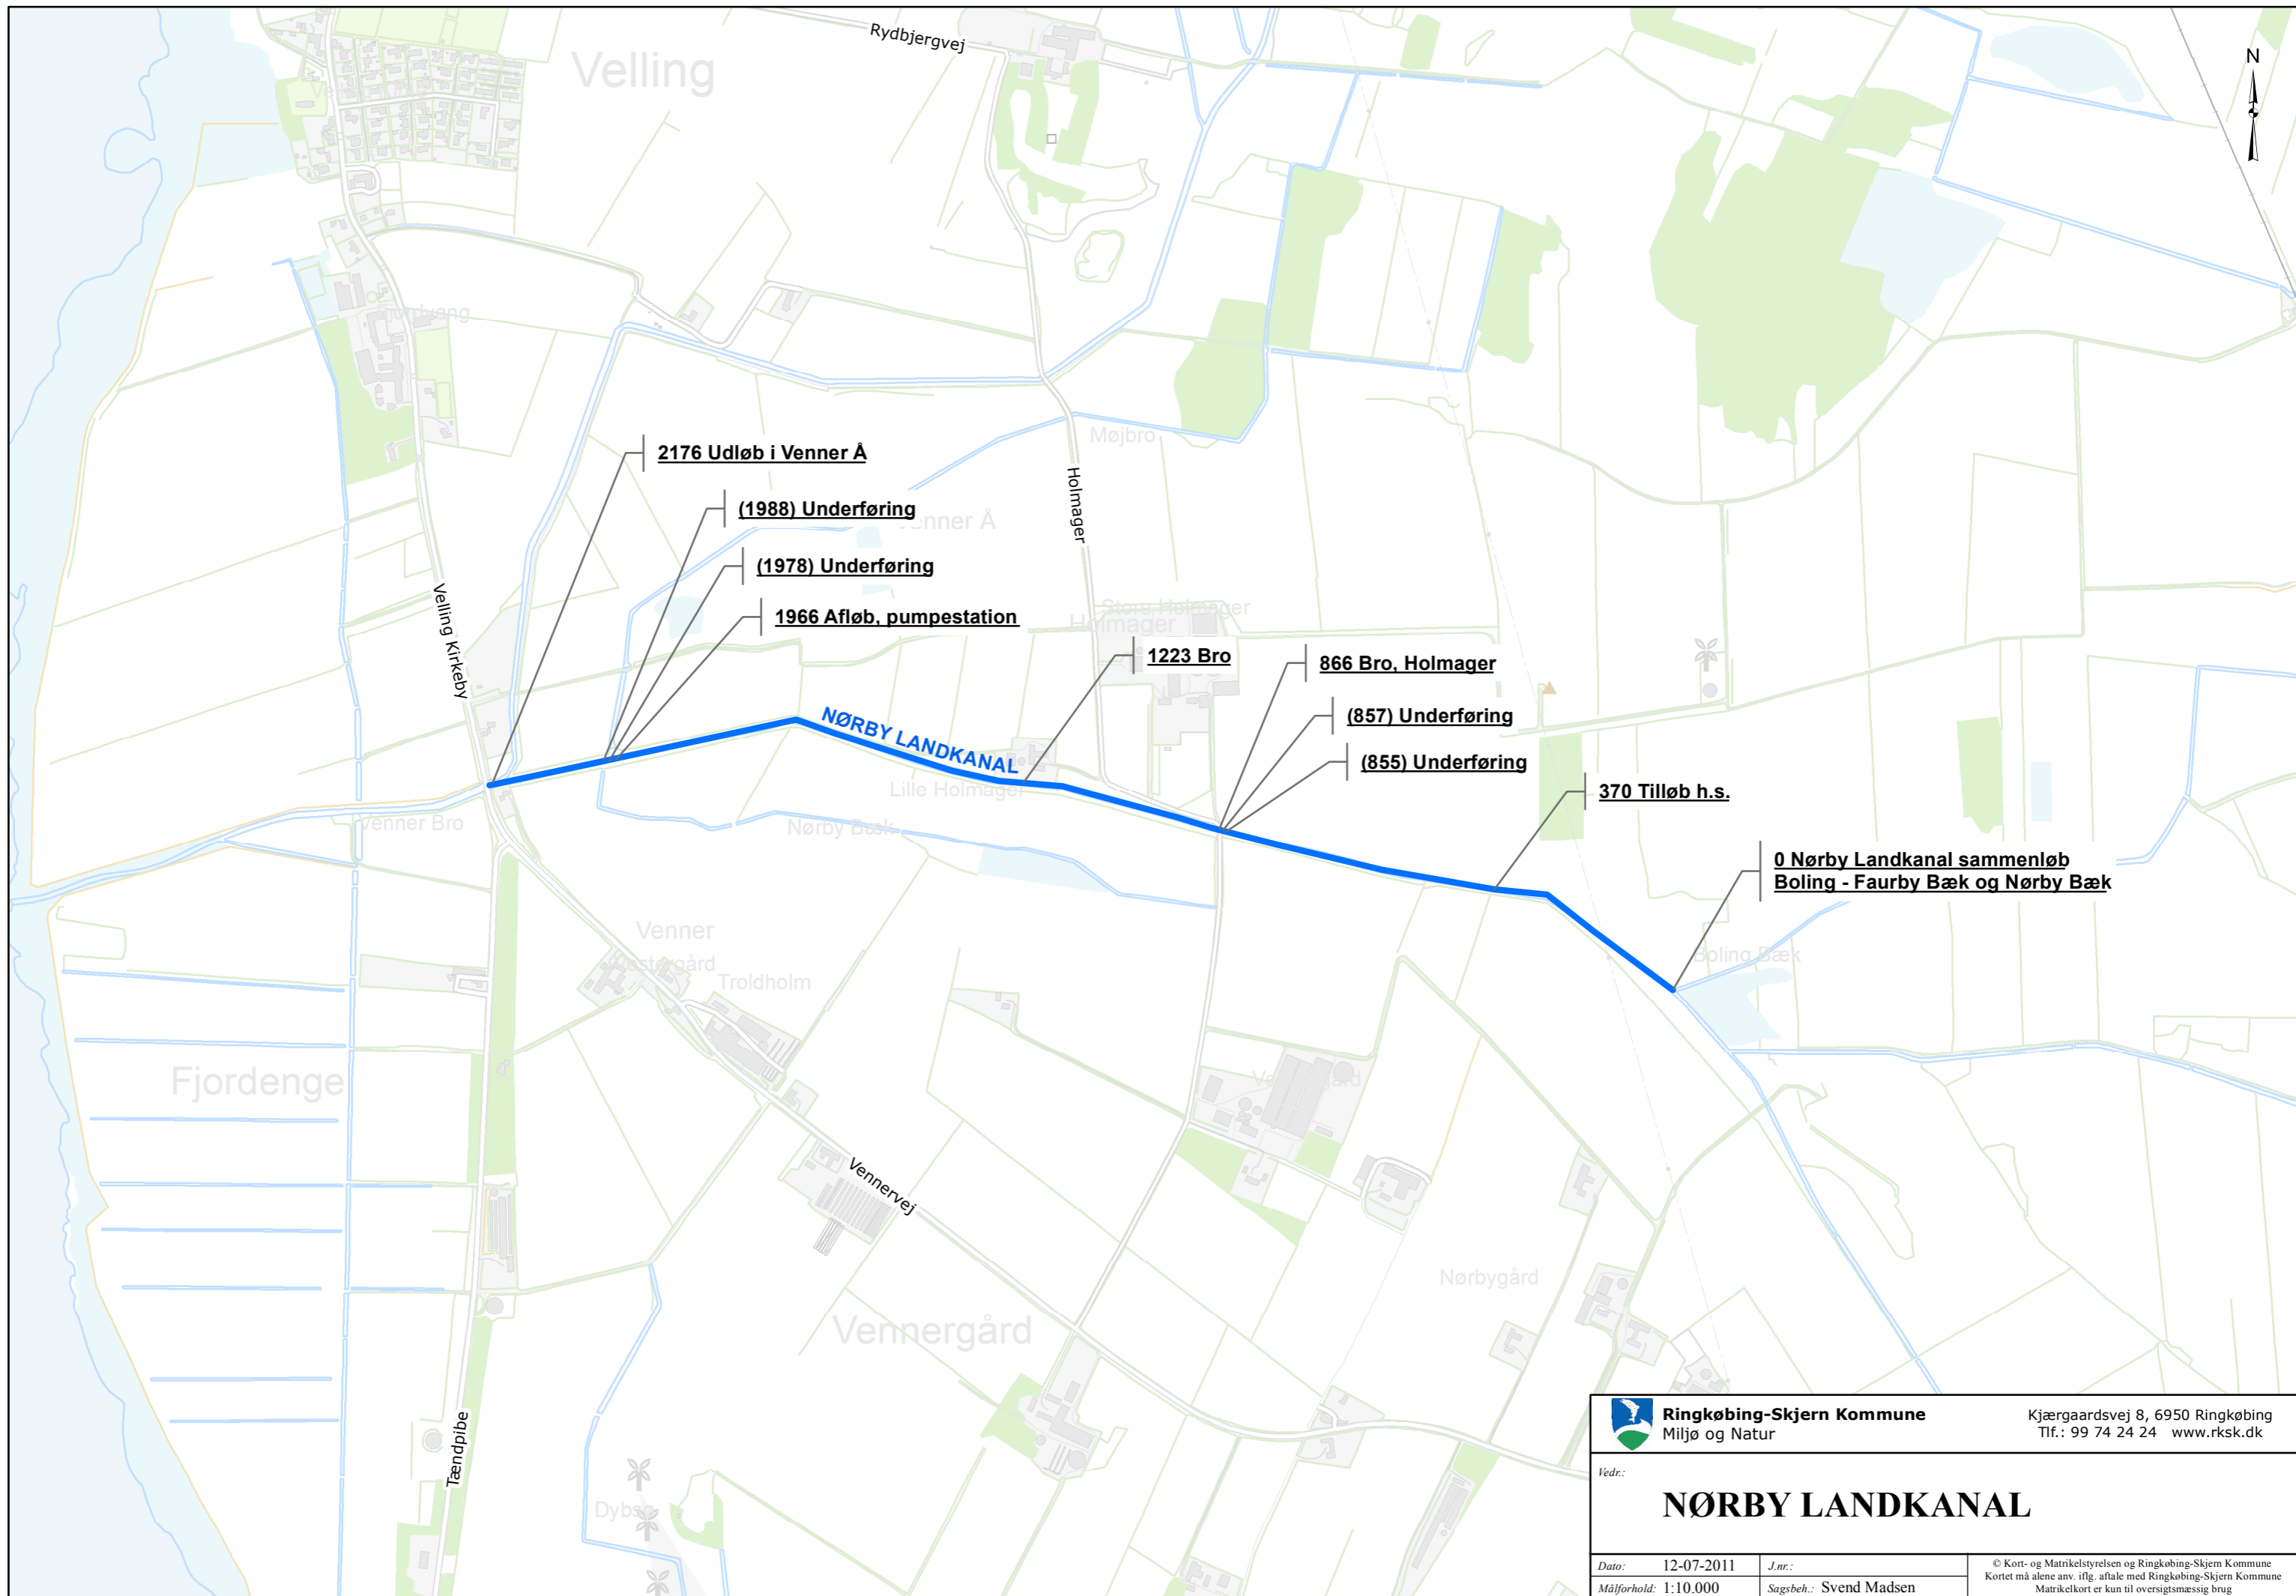 Rydbjergvej
Velling
N
Fjordvang
2176 Udløb i Venner Å
Møjbro
(1988) Underføring
Venner Å
Holmager
(1978) Underføring
Velling Kirkeby
Store Holmager
Holmager
1966 Afløb, pumpestation
1223 Bro
866 Bro, Holmager
NØRBY LANDKANAL
(857) Underføring
(855) Underføring
Lille Holmager
370 Tilløb h.s.
Venner Bro
Nørby Bæk
0 Nørby Landkanal sammenløb
Boling - Faurby Bæk og Nørby Bæk
Venner
Boling Bæk
Vestergård
Troldholm
Fjordenge
Vennervej
Nørbygård
Vennergård
Tændpibe
Ringkøbing-Skjern Kommune
Miljø og Natur
Kjærgaardsvej 8, 6950 Ringkøbing
Tlf.: 99 74 24 24 www.rksk.dk
Vedr.:
NØRBY LANDKANAL
Dato: 12-07-2011
J.nr.:
Målforhold: 1:10.000
Sagsbeh.: Svend Madsen
© Kort- og Matrikelstyrelsen og Ringkøbing-Skjern Kommune
Kortet må alene anv. iflg. aftale med Ringkøbing-Skjern Kommune
Matrikelkort er kun til oversigtsmæssig brug